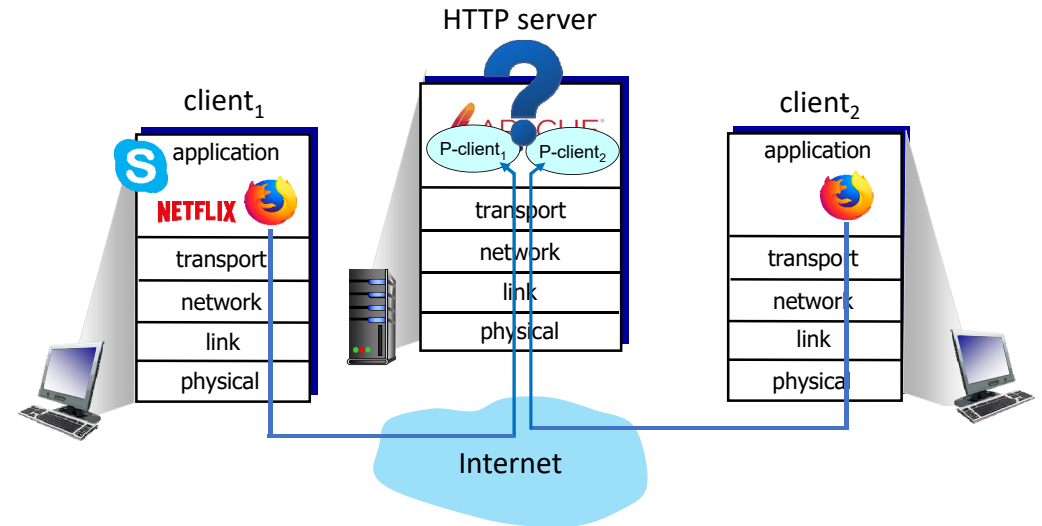 HTTP server
client₁
application
S
NETFLIX
transport
network
link
physical
?
P-client₁
P-client₂
transport
network
link
physical
client₂
application
transport
network
link
physical
Internet